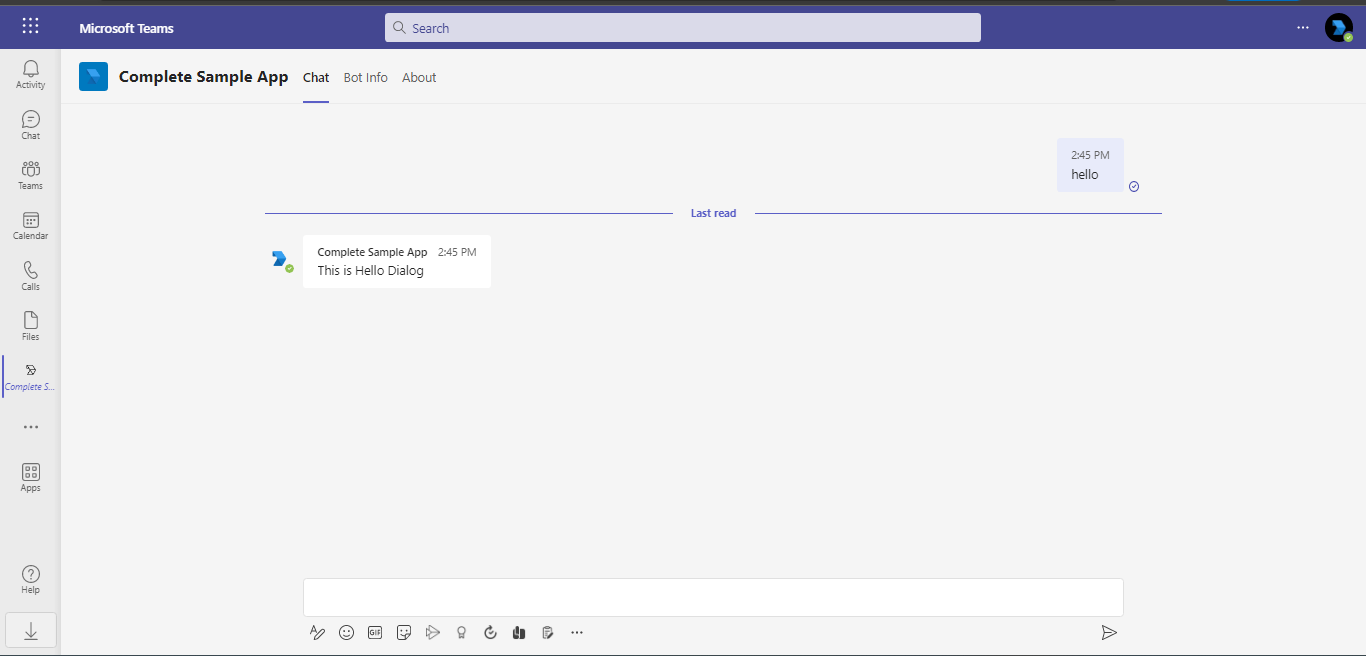 Microsoft Teams
Search
Activity
Chat
Teams
Calendar
Calls
Files
Complete S...
Apps
Help
Complete Sample App
Chat
Bot Info
About
2:45 PM
hello
Last read
Complete Sample App 2:45 PM
This is Hello Dialog
GIF